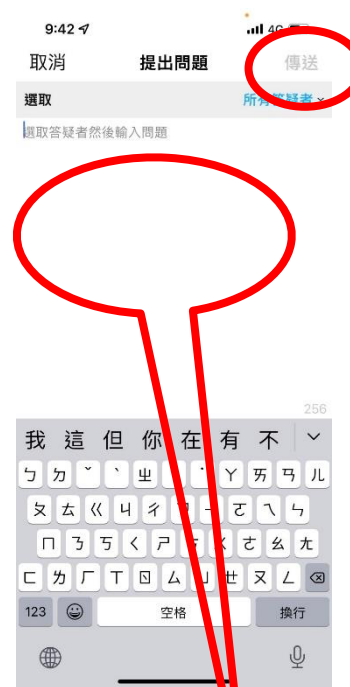 9:42 4G
取消 提出問題 傳送
選取 所有答疑者
選取答疑者然後輸入問題
256
我 這 但 你 在 有 不
ㄅ ㄉ ˇ ˋ ㄓ ˙ ㄚ ㄞ ㄢ ㄦ
ㄆ ㄊ ㄍ ㄐ ㄔ ㄛ ㄟ ㄣ
ㄇ ㄋ ㄎ ㄑ ㄕ ㄜ ㄠ ㄤ
ㄈ ㄌ ㄏ ㄒ ㄖ ㄙ ㄩ ㄝ ㄡ ㄥ
123 空格 換行